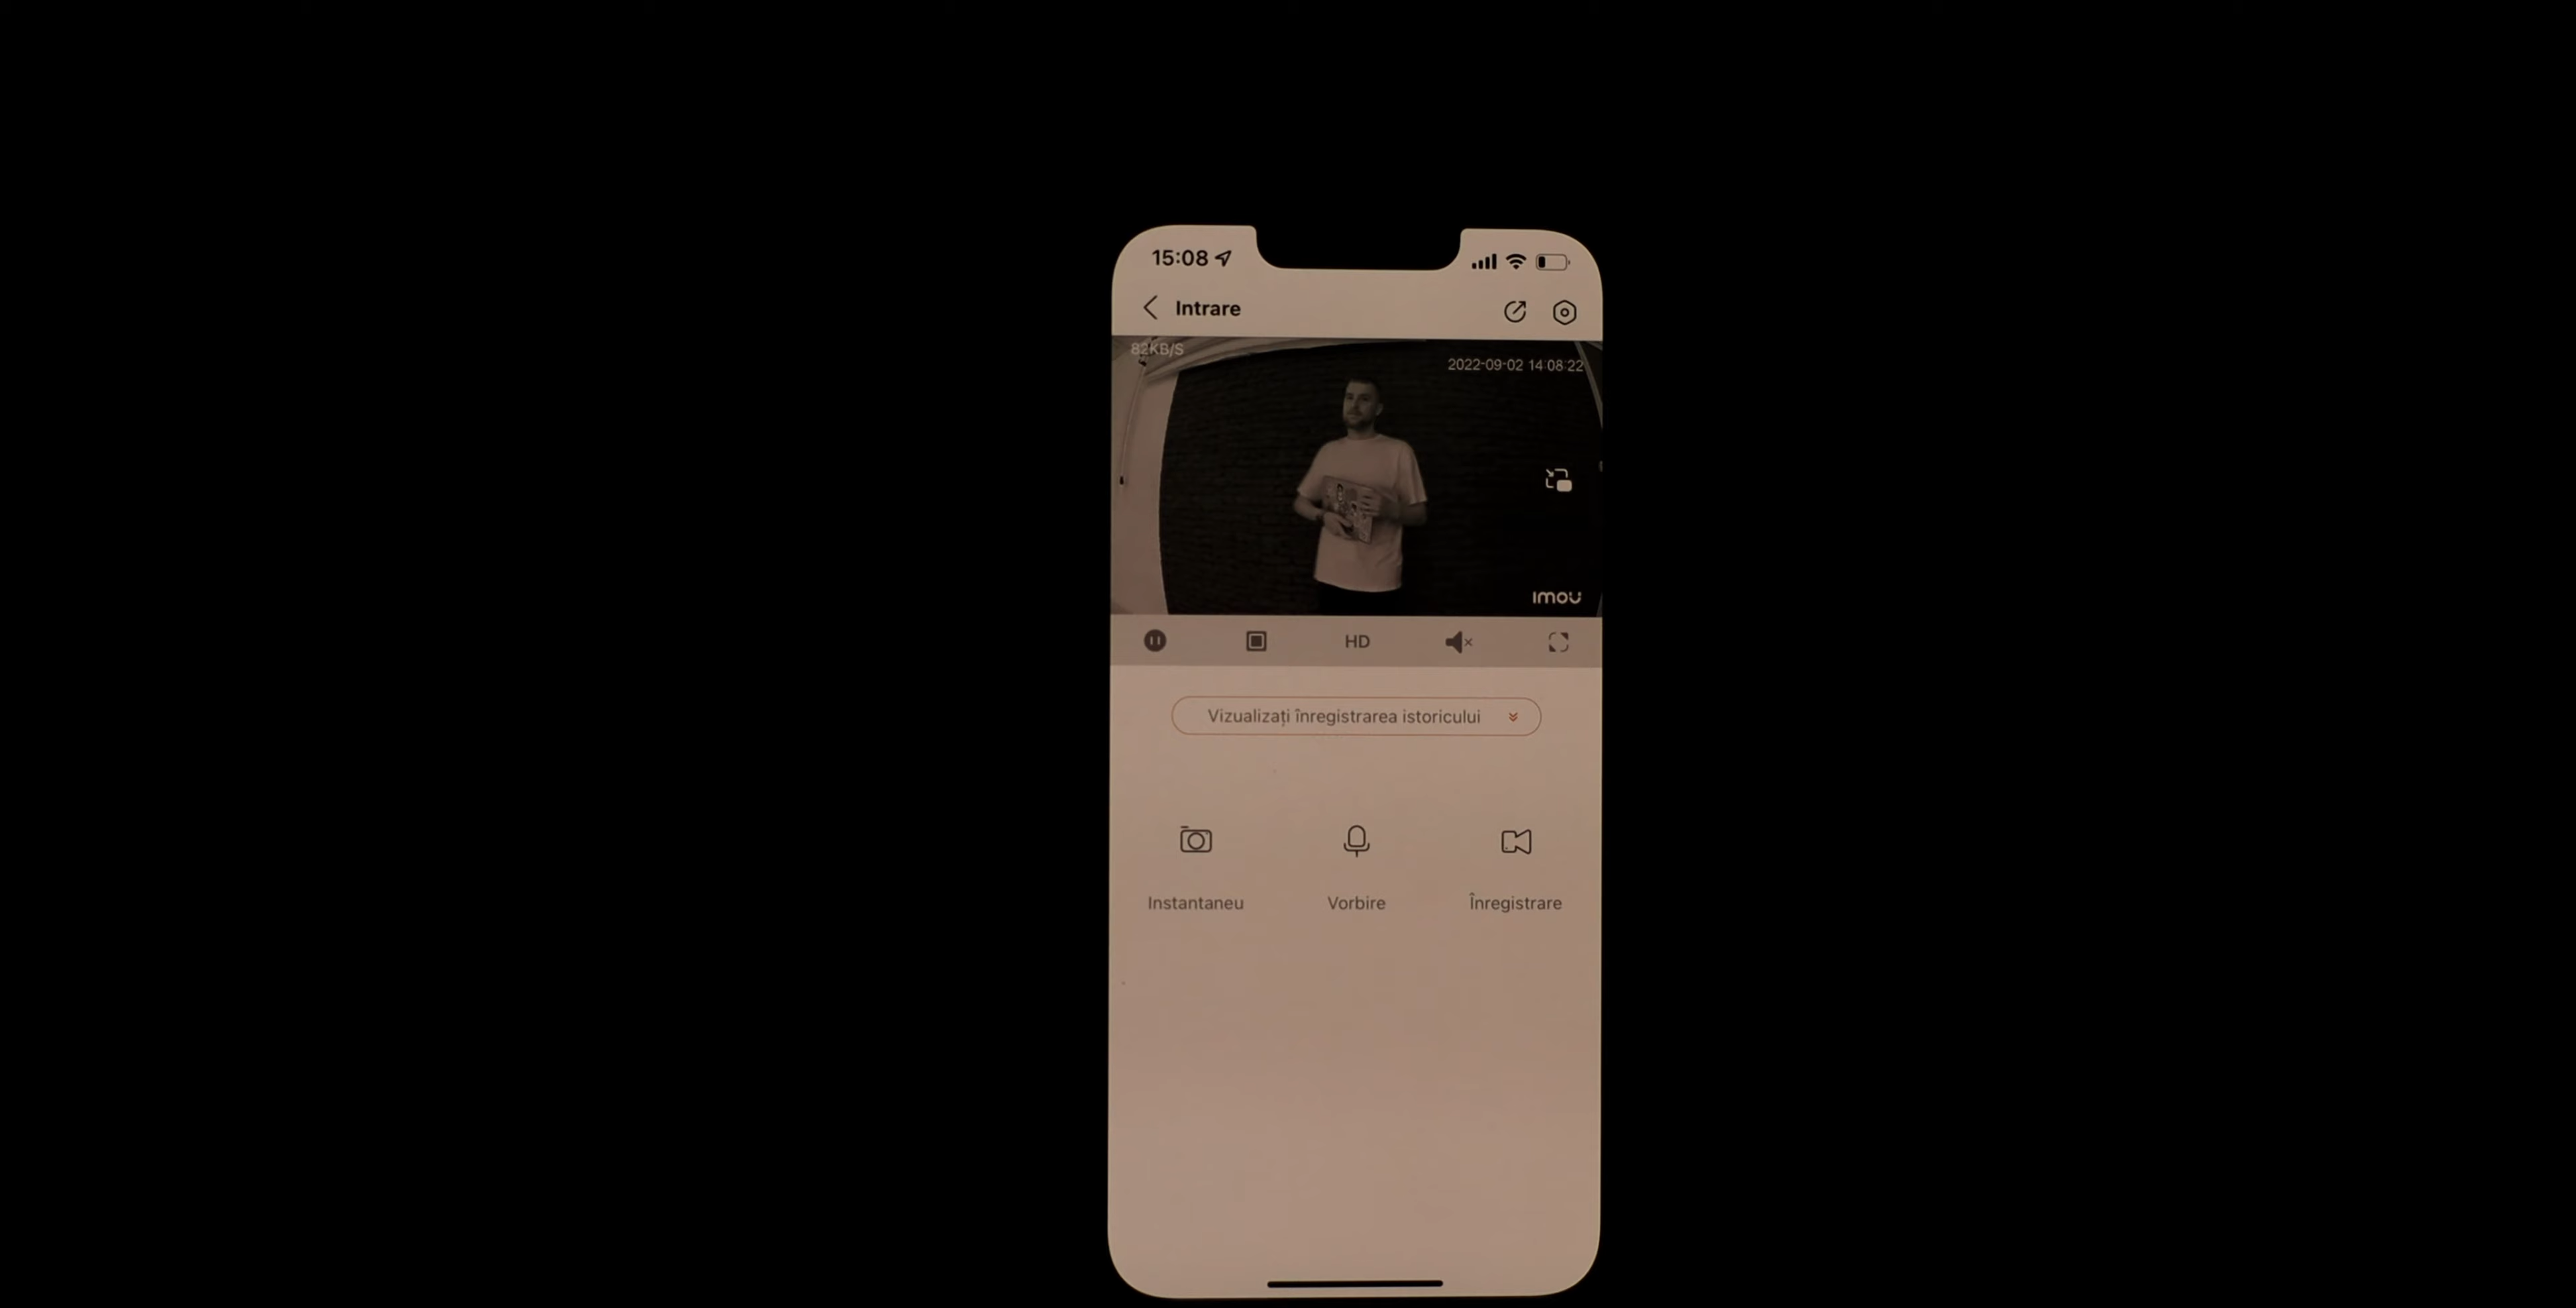 15:08
Intrare
82KB/S
2022-09-02 14:08:22
imou
HD
Vizualizați înregistrarea istoricului
Instantaneu
Vorbire
Înregistrare